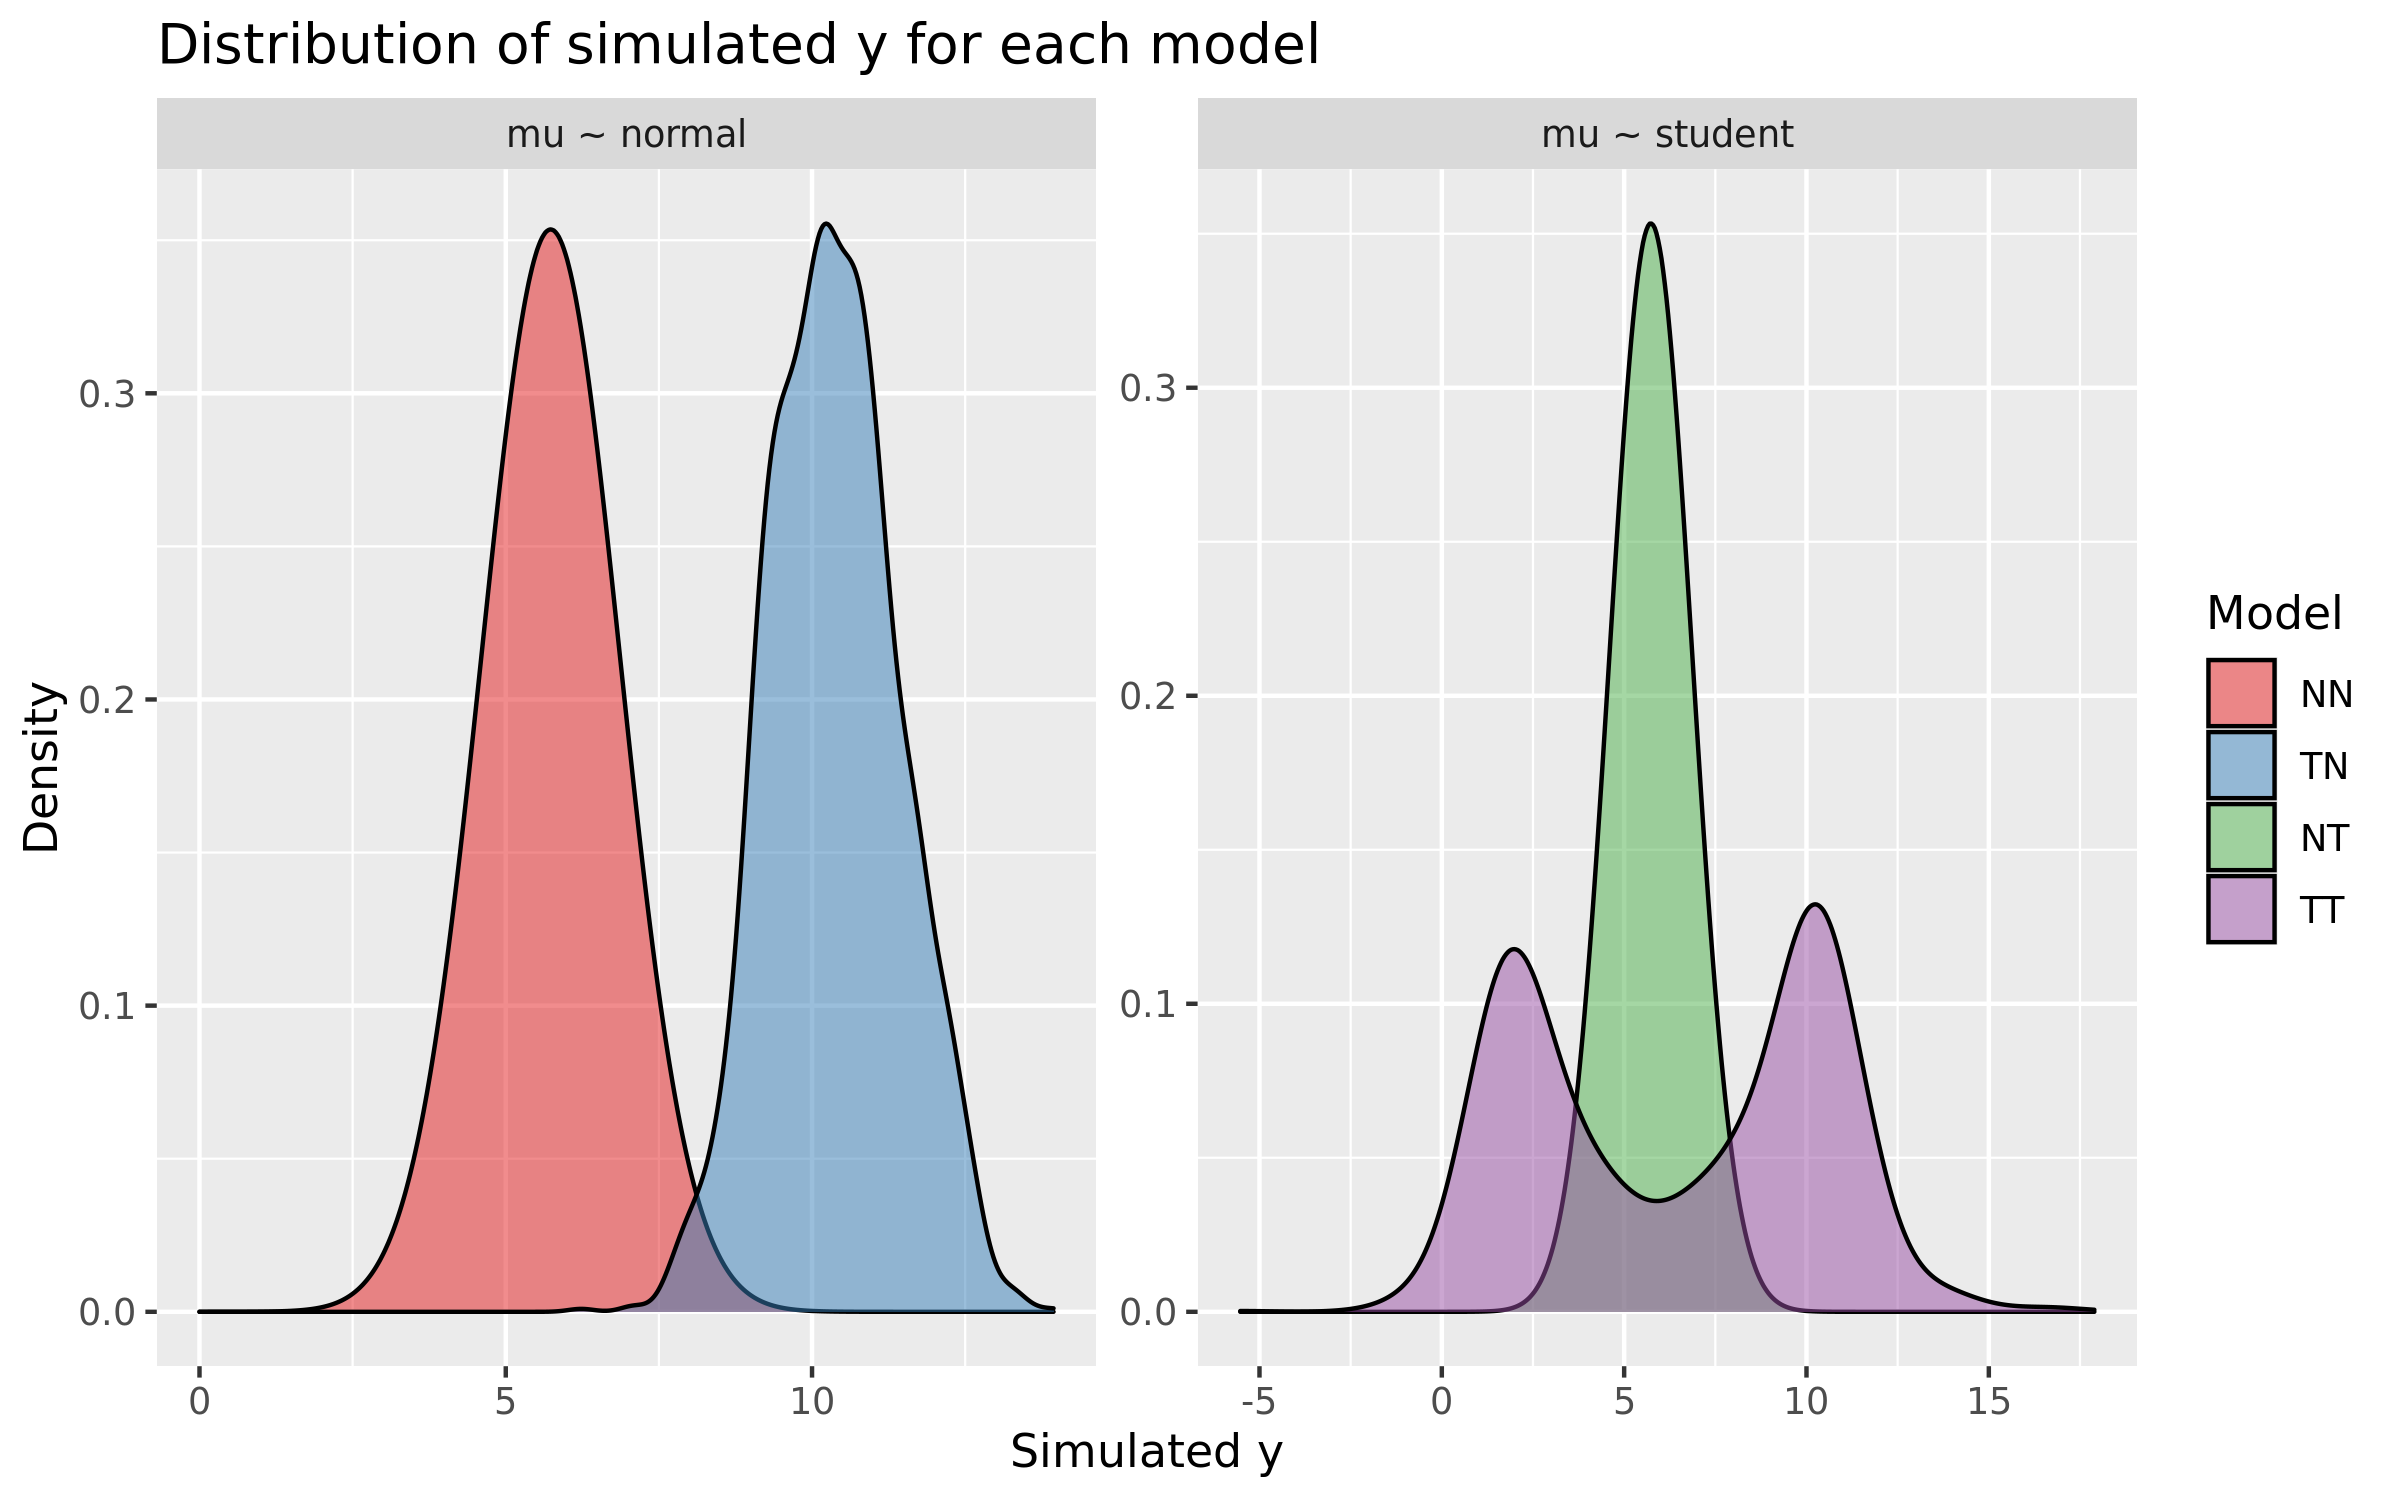 Distribution of simulated y for each model
mu ~ normal
mu ~ student
Density
0.3
0.2
0.1
0.0
0.3
0.2
0.1
0.0
0 5 10
-5 0 5 10 15
Simulated y
Model
NN
TN
NT
TT